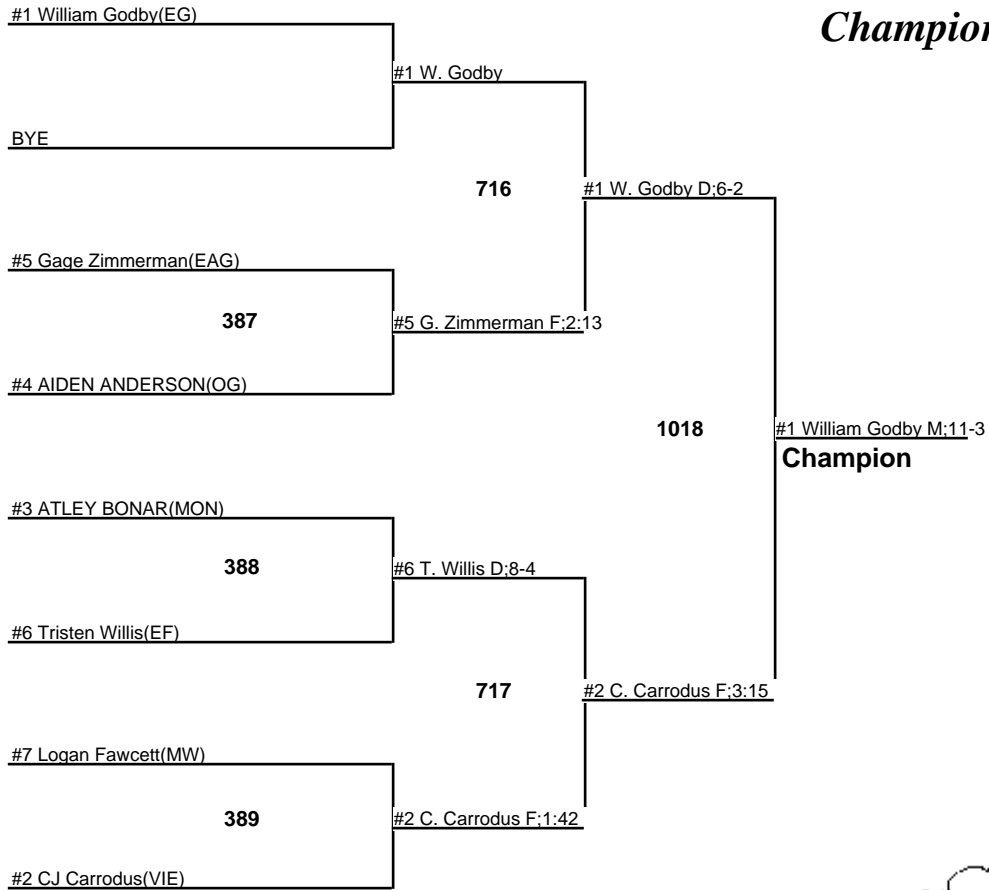 #1 William Godby(EG)
Champion
#1 W. Godby
BYE
716
#1 W. Godby D;6-2
#5 Gage Zimmerman(EAG)
387
#5 G. Zimmerman F;2:13
#4 AIDEN ANDERSON(OG)
1018
#1 William Godby M;11-3
Champion
#3 ATLEY BONAR(MON)
388
#6 T. Willis D;8-4
#6 Tristen Willis(EF)
717
#2 C. Carrodus F;3:15
#7 Logan Fawcett(MW)
389
#2 C. Carrodus F;1:42
#2 CJ Carrodus(VIE)